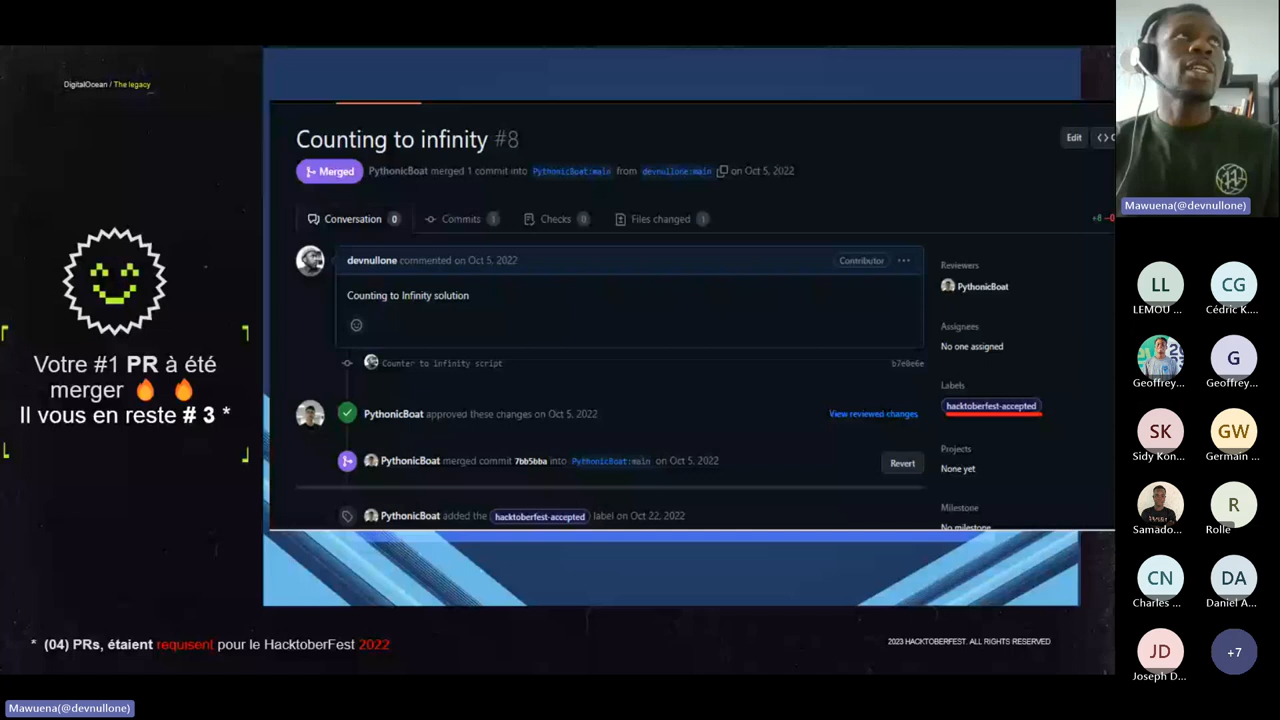 DigitalOcean / The legacy
Votre #1 PR à été
merger 🔥 🔥
Il vous en reste # 3 *
* (04) PRs, étaient requisent pour le HacktoberFest 2022
Counting to infinity #8
Edit
Merged
PythonicBoat merged 1 commit into PythonicBoat:main from devnullone:main on Oct 5, 2022
Conversation 0
Commits 1
Checks 0
Files changed 1
+8 −0
devnullone commented on Oct 5, 2022
Contributor
Counting to Infinity solution
Counter to infinity script
b7e0e6e
PythonicBoat approved these changes on Oct 5, 2022
View reviewed changes
PythonicBoat merged commit 7bb5bba into PythonicBoat:main on Oct 5, 2022
Revert
PythonicBoat added the hacktoberfest-accepted label on Oct 22, 2022
Reviewers
PythonicBoat
Assignees
No one assigned
Labels
hacktoberfest-accepted
Projects
None yet
Milestone
No milestone
2023 HACKTOBERFEST. ALL RIGHTS RESERVED
Mawuena(@devnullone)
LL
LEMOU ...
CG
Cédric K....
Geoffrey...
G
Geoffrey...
SK
Sidy Kon...
GW
Germain ...
Samado...
R
Rolle
CN
Charles ...
DA
Daniel A...
JD
Joseph D...
+7
Mawuena(@devnullone)